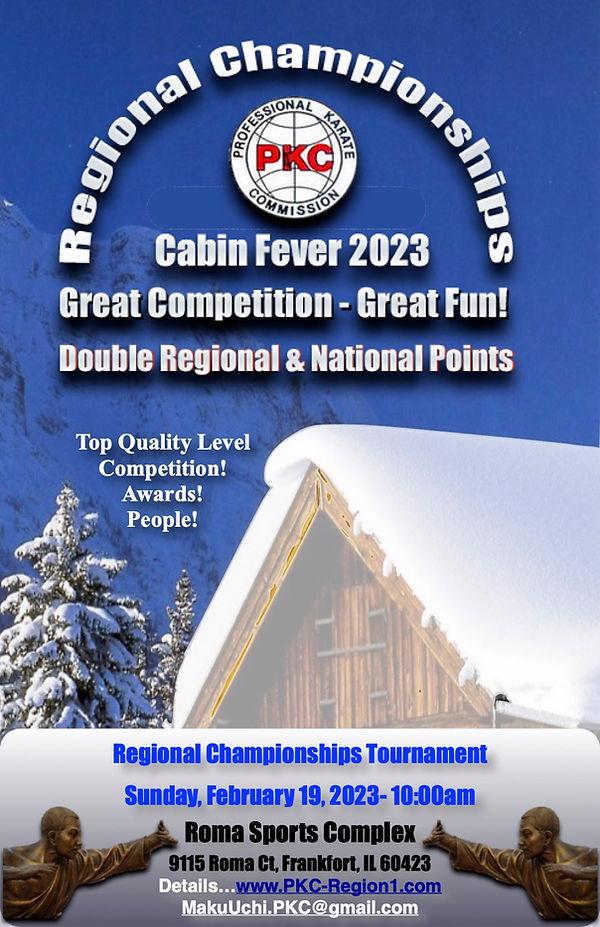 Regional Championships
PROFESSIONAL KARATE
PKC
COMMISSION
Cabin Fever 2023
Great Competition - Great Fun!
Double Regional & National Points
Top Quality Level
Competition!
Awards!
People!
Regional Championships Tournament
Sunday, February 19, 2023- 10:00am
Roma Sports Complex
9115 Roma Ct, Frankfort, IL 60423
Details...www.PKC-Region1.com
MakuUchi.PKC@gmail.com